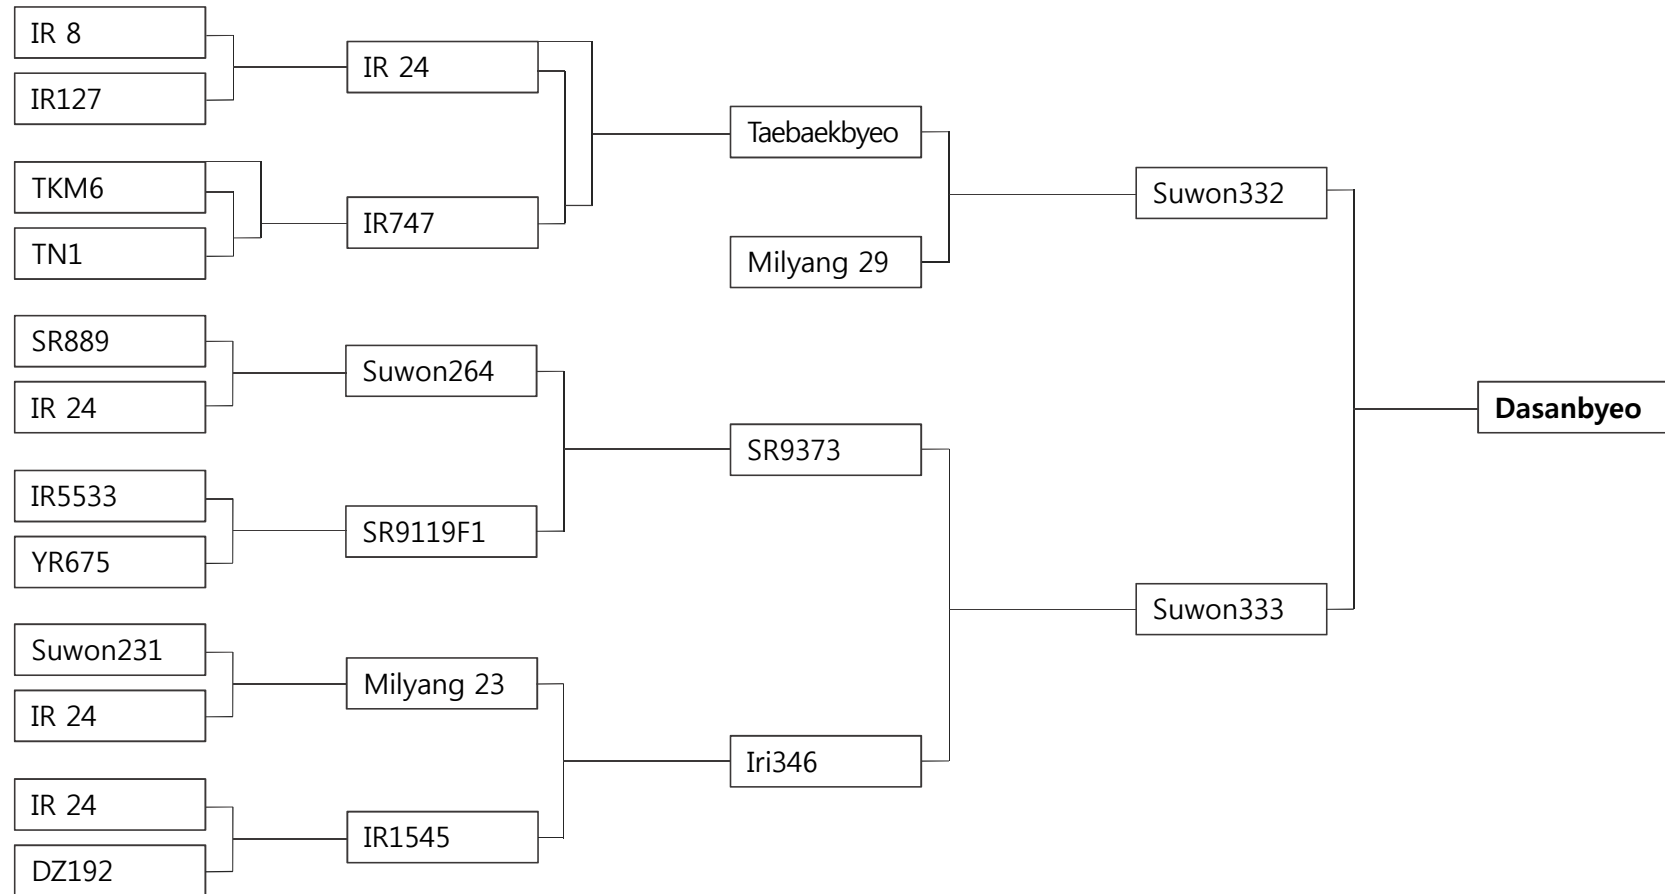 IR 8
IR127
TKM6
TN1
SR889
IR 24
IR5533
YR675
Suwon231
IR 24
IR 24
DZ192
IR 24
IR747
Suwon264
SR9119F1
Milyang 23
IR1545
Taebaekbyeo
Milyang 29
SR9373
Iri346
Suwon332
Suwon333
Dasanbyeo